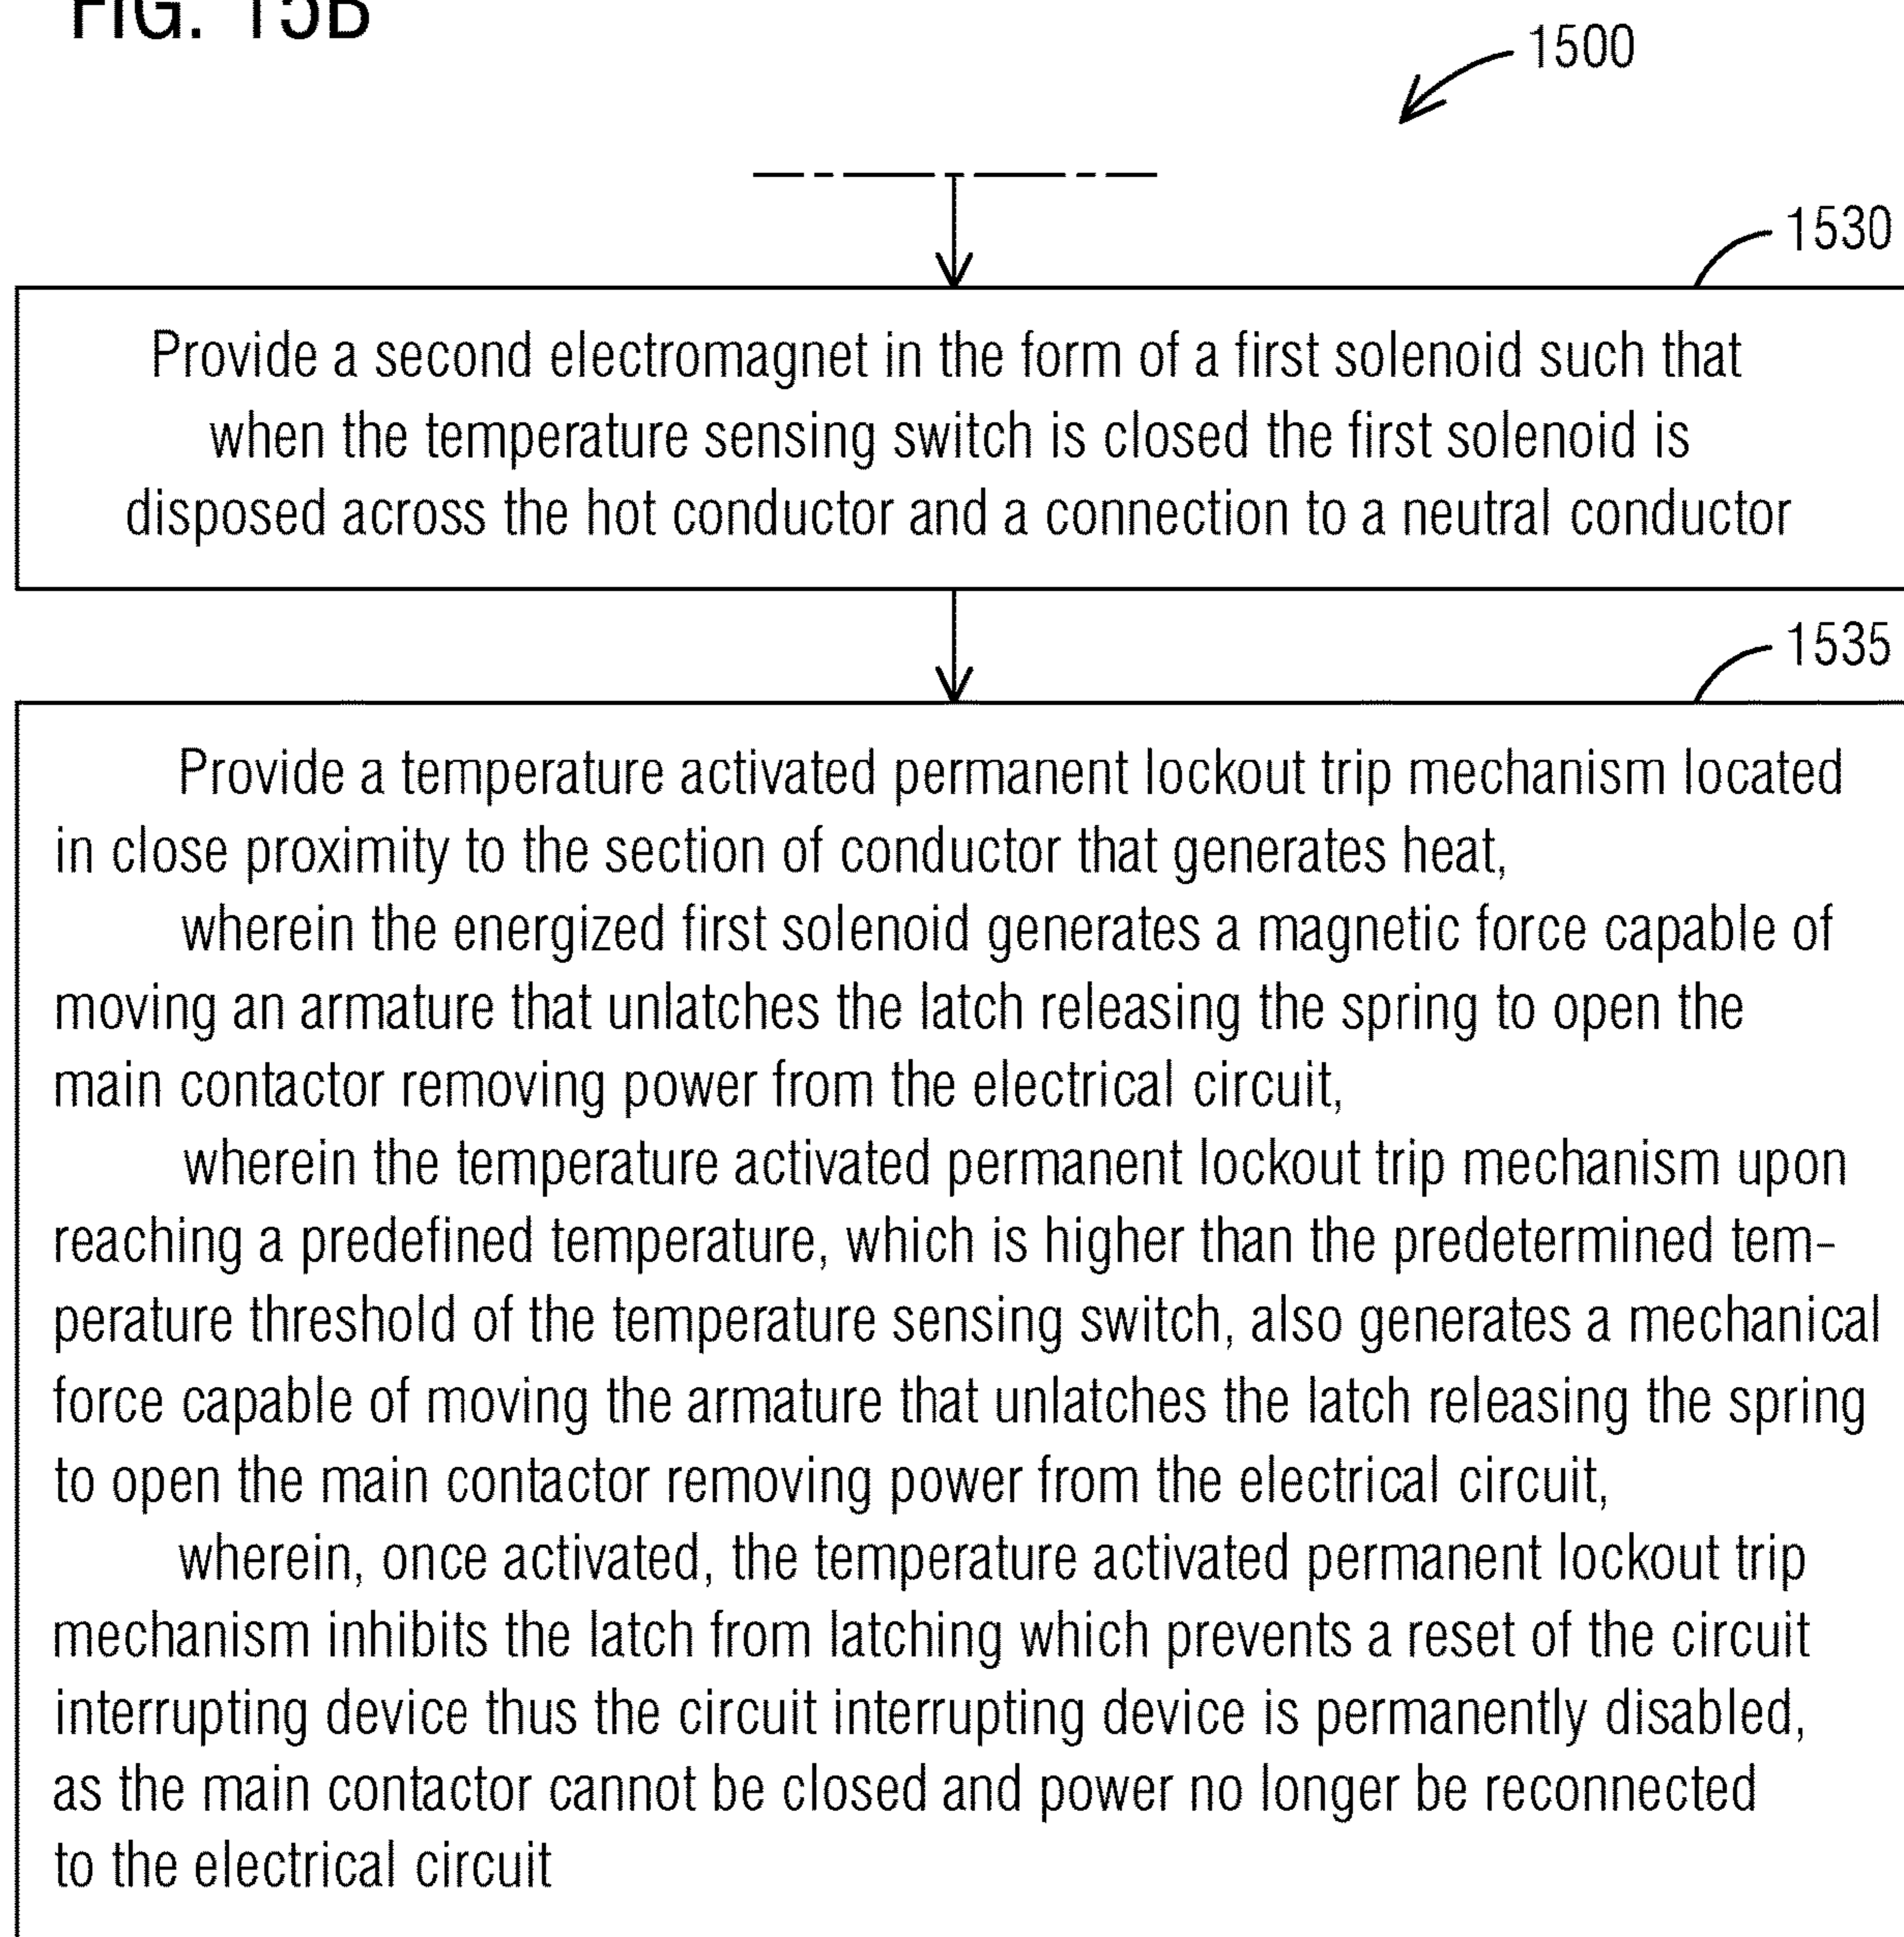 FIG. 15B
1500
1530
Provide a second electromagnet in the form of a first solenoid such that
when the temperature sensing switch is closed the first solenoid is
disposed across the hot conductor and a connection to a neutral conductor
1535
Provide a temperature activated permanent lockout trip mechanism located
in close proximity to the section of conductor that generates heat,
wherein the energized first solenoid generates a magnetic force capable of
moving an armature that unlatches the latch releasing the spring to open the
main contactor removing power from the electrical circuit,
wherein the temperature activated permanent lockout trip mechanism upon
reaching a predefined temperature, which is higher than the predetermined tem-
perature threshold of the temperature sensing switch, also generates a mechanical
force capable of moving the armature that unlatches the latch releasing the spring
to open the main contactor removing power from the electrical circuit,
wherein, once activated, the temperature activated permanent lockout trip
mechanism inhibits the latch from latching which prevents a reset of the circuit
interrupting device thus the circuit interrupting device is permanently disabled,
as the main contactor cannot be closed and power no longer be reconnected
to the electrical circuit